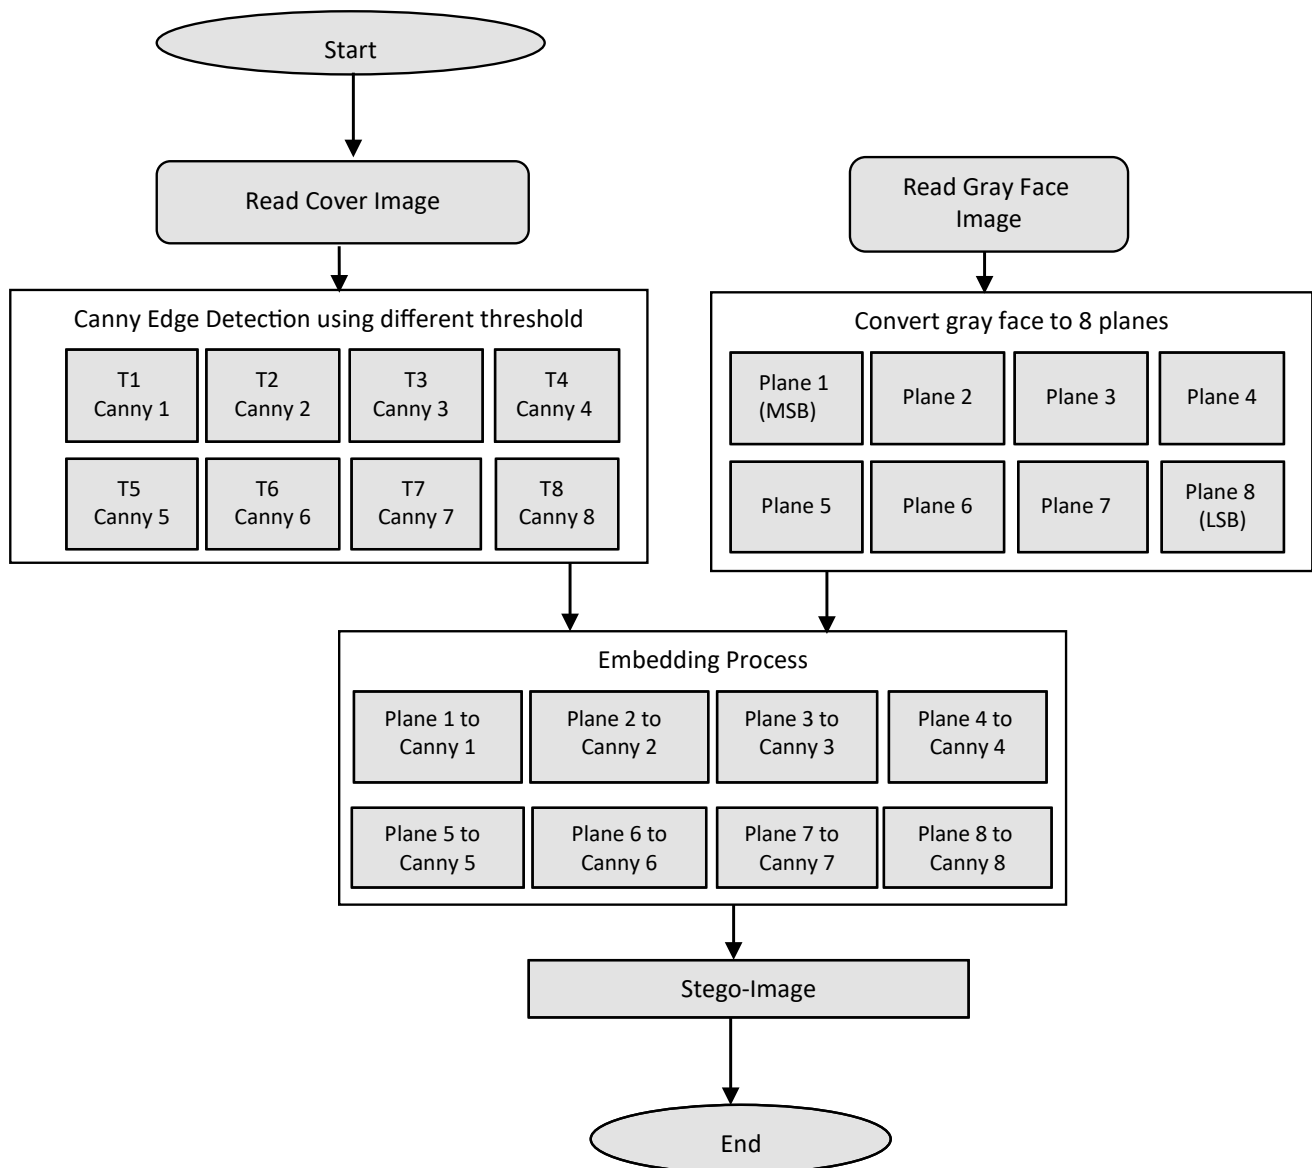 Start
Read Cover Image
Read Gray Face
Image
Canny Edge Detection using different threshold
T1
Canny 1
T2
Canny 2
T3
Canny 3
T4
Canny 4
T5
Canny 5
T6
Canny 6
T7
Canny 7
T8
Canny 8
Convert gray face to 8 planes
Plane 1
(MSB)
Plane 2
Plane 3
Plane 4
Plane 5
Plane 6
Plane 7
Plane 8
(LSB)
Embedding Process
Plane 1 to
Canny 1
Plane 2 to
Canny 2
Plane 3 to
Canny 3
Plane 4 to
Canny 4
Plane 5 to
Canny 5
Plane 6 to
Canny 6
Plane 7 to
Canny 7
Plane 8 to
Canny 8
Stego-Image
End